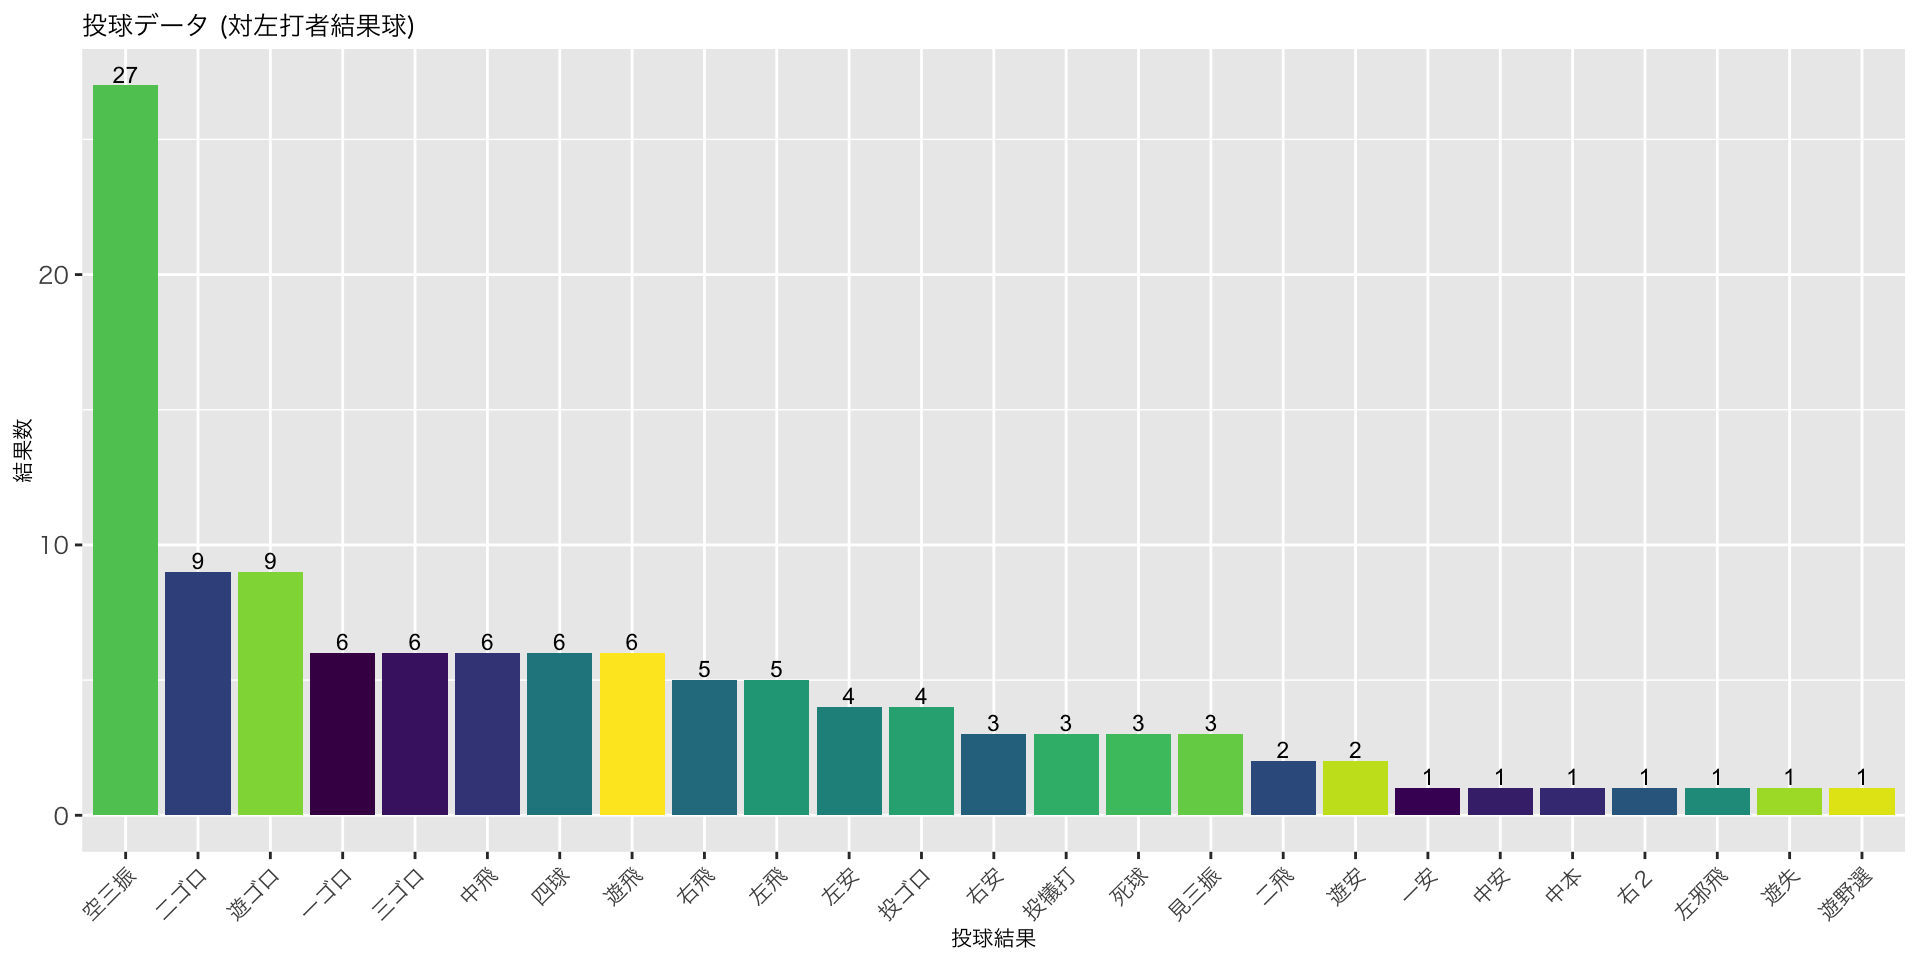 投球データ (対左打者結果球)
結果数
20
10
0
27
9
9
6
6
6
6
6
5
5
4
4
3
3
3
3
2
2
1
1
1
1
1
1
1
空三振
二ゴロ
遊ゴロ
一ゴロ
三ゴロ
中飛
四球
遊飛
右飛
左飛
左安
投ゴロ
右安
投犠打
死球
見三振
二飛
遊安
一安
中安
中本
右２
左邪飛
遊失
遊野選
投球結果